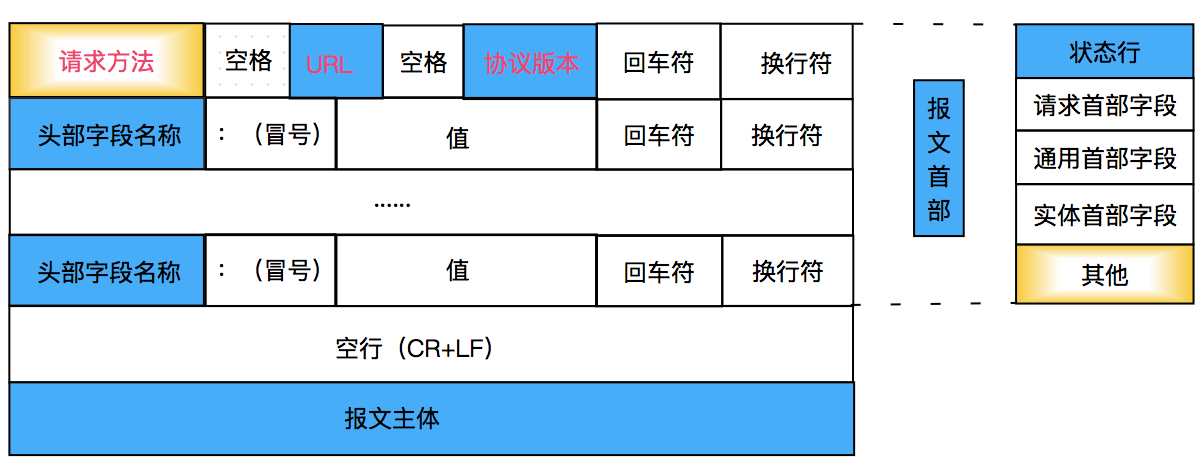 请求方法 空格 URL 空格 协议版本 回车符 换行符
头部字段名称 ：（冒号） 值 回车符 换行符
......
头部字段名称 ：（冒号） 值 回车符 换行符
空行（CR+LF）
报文主体
报文首部
状态行
请求首部字段
通用首部字段
实体首部字段
其他